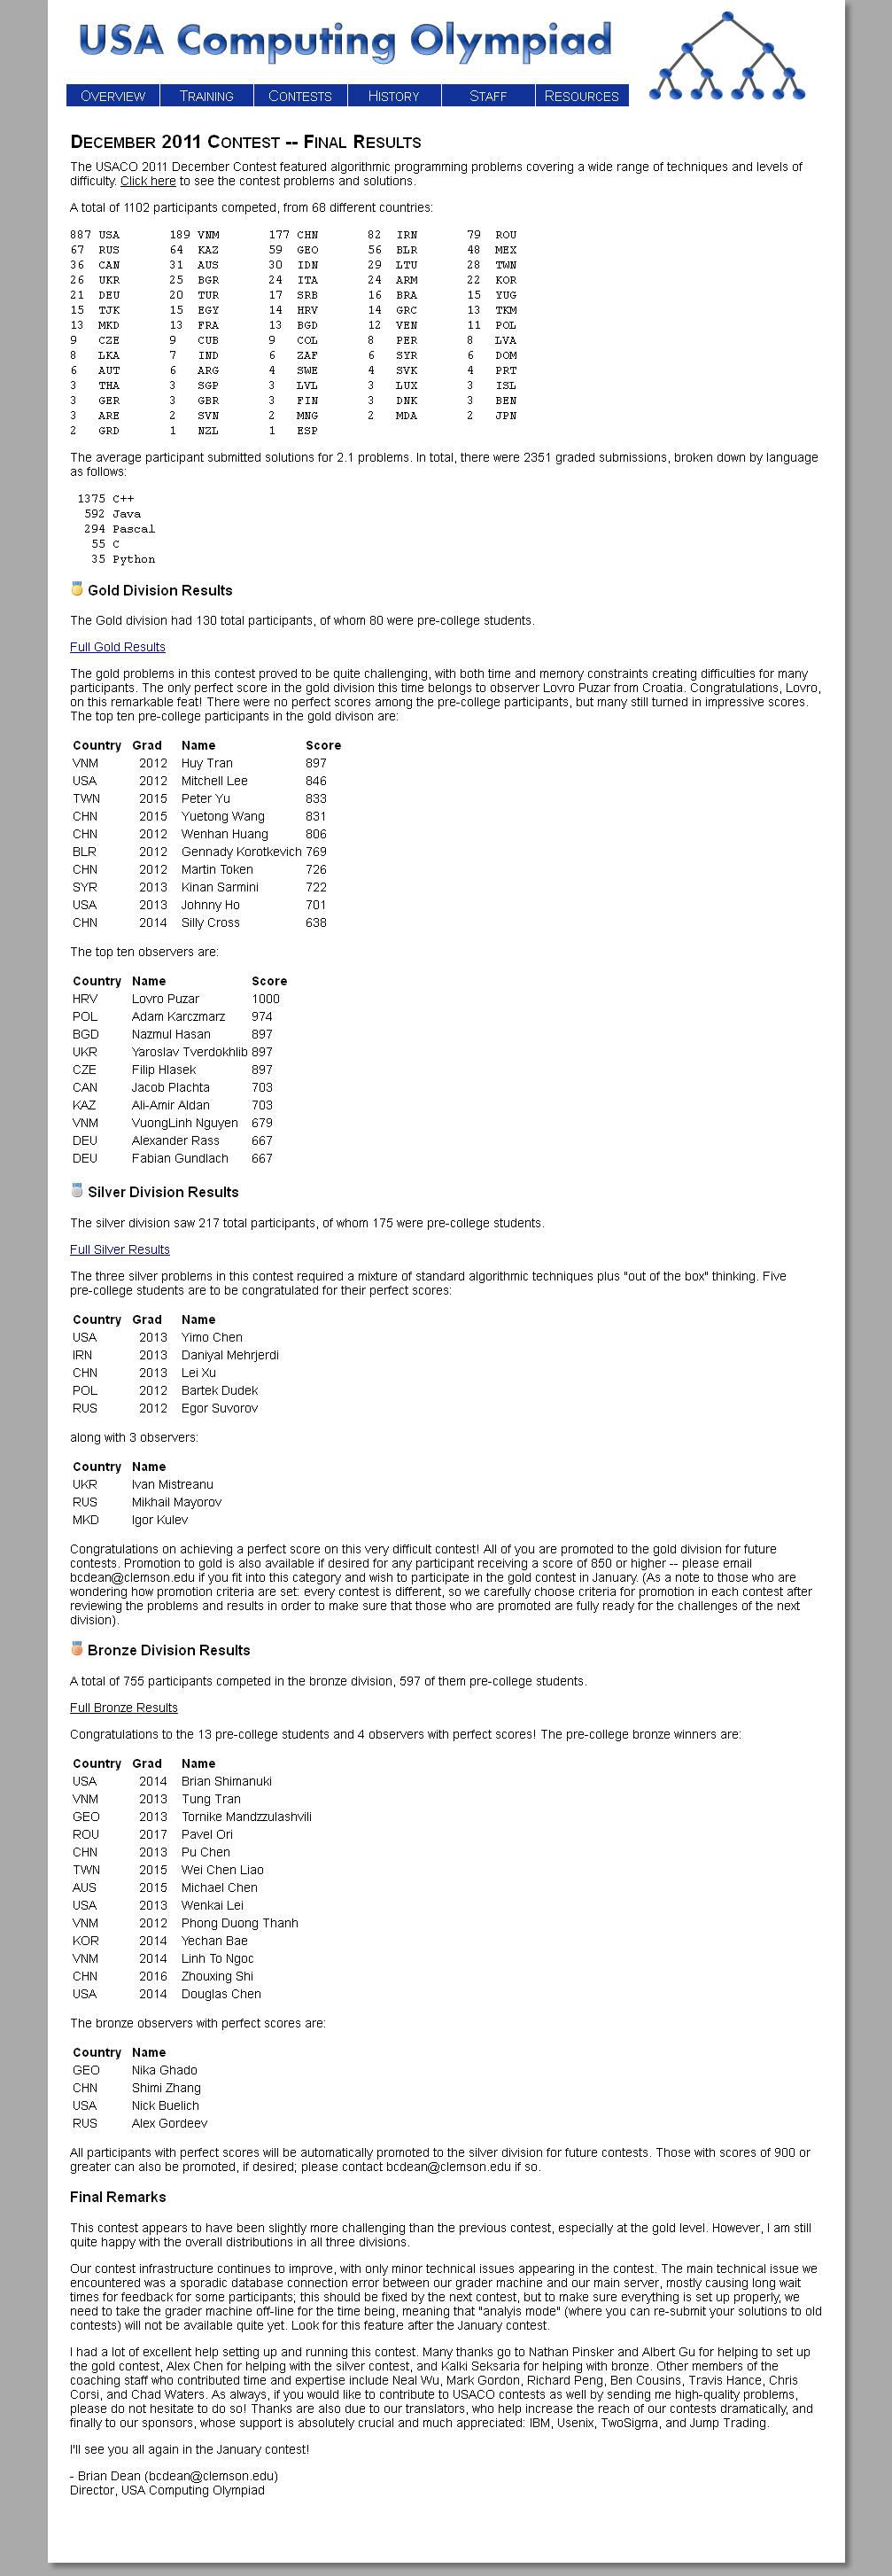 USA Computing Olympiad
OVERVIEW TRAINING CONTESTS HISTORY STAFF RESOURCES
DECEMBER 2011 CONTEST -- FINAL RESULTS
The USACO 2011 December Contest featured algorithmic programming problems covering a wide range of techniques and levels of
difficulty. Click here to see the contest problems and solutions.
A total of 1102 participants competed, from 68 different countries:
887 USA 189 VNM 177 CHN 82 IRN 79 ROU
67 RUS 64 KAZ 59 GEO 56 BLR 48 MEX
36 CAN 31 AUS 30 IDN 29 LTU 28 TWN
26 UKR 25 BGR 24 ITA 24 ARM 22 KOR
21 DEU 20 TUR 17 SRB 16 BRA 15 YUG
15 TJK 15 EGY 14 HRV 14 GRC 13 TKM
13 MKD 13 FRA 13 BGD 12 VEN 11 POL
9 CZE 9 CUB 9 COL 8 PER 8 LVA
8 LKA 7 IND 6 ZAF 6 SYR 6 DOM
6 AUT 6 ARG 4 SWE 4 SVK 4 PRT
3 THA 3 SGP 3 LVL 3 LUX 3 ISL
3 GER 3 GBR 3 FIN 3 DNK 3 BEN
3 ARE 2 SVN 2 MNG 2 MDA 2 JPN
2 GRD 1 NZL 1 ESP
The average participant submitted solutions for 2.1 problems. In total, there were 2351 graded submissions, broken down by language
as follows:
1375 C++
592 Java
294 Pascal
55 C
35 Python
Gold Division Results
The Gold division had 130 total participants, of whom 80 were pre-college students.
Full Gold Results
The gold problems in this contest proved to be quite challenging, with both time and memory constraints creating difficulties for many
participants. The only perfect score in the gold division this time belongs to observer Lovro Puzar from Croatia. Congratulations, Lovro,
on this remarkable feat! There were no perfect scores among the pre-college participants, but many still turned in impressive scores.
The top ten pre-college participants in the gold divison are:
Country Grad Name Score
VNM 2012 Huy Tran 897
USA 2012 Mitchell Lee 846
TWN 2015 Peter Yu 833
CHN 2015 Yuetong Wang 831
CHN 2012 Wenhan Huang 806
BLR 2012 Gennady Korotkevich 769
CHN 2012 Martin Token 726
SYR 2013 Kinan Sarmini 722
USA 2013 Johnny Ho 701
CHN 2014 Silly Cross 638
The top ten observers are:
Country Name Score
HRV Lovro Puzar 1000
POL Adam Karczmarz 974
BGD Nazmul Hasan 897
UKR Yaroslav Tverdokhlib 897
CZE Filip Hlasek 897
CAN Jacob Plachta 703
KAZ Ali-Amir Aldan 703
VNM VuongLinh Nguyen 679
DEU Alexander Rass 667
DEU Fabian Gundlach 667
Silver Division Results
The silver division saw 217 total participants, of whom 175 were pre-college students.
Full Silver Results
The three silver problems in this contest required a mixture of standard algorithmic techniques plus "out of the box" thinking. Five
pre-college students are to be congratulated for their perfect scores:
Country Grad Name
USA 2013 Yimo Chen
IRN 2013 Daniyal Mehrjerdi
CHN 2013 Lei Xu
POL 2012 Bartek Dudek
RUS 2012 Egor Suvorov
along with 3 observers:
Country Name
UKR Ivan Mistreanu
RUS Mikhail Mayorov
MKD Igor Kulev
Congratulations on achieving a perfect score on this very difficult contest! All of you are promoted to the gold division for future
contests. Promotion to gold is also available if desired for any participant receiving a score of 850 or higher -- please email
bcdean@clemson.edu if you fit into this category and wish to participate in the gold contest in January. (As a note to those who are
wondering how promotion criteria are set: every contest is different, so we carefully choose criteria for promotion in each contest after
reviewing the problems and results in order to make sure that those who are promoted are fully ready for the challenges of the next
division).
Bronze Division Results
A total of 755 participants competed in the bronze division, 597 of them pre-college students.
Full Bronze Results
Congratulations to the 13 pre-college students and 4 observers with perfect scores! The pre-college bronze winners are:
Country Grad Name
USA 2014 Brian Shimanuki
VNM 2013 Tung Tran
GEO 2013 Tornike Mandzzulashvili
ROU 2017 Pavel Ori
CHN 2013 Pu Chen
TWN 2015 Wei Chen Liao
AUS 2015 Michael Chen
USA 2013 Wenkai Lei
VNM 2012 Phong Duong Thanh
KOR 2014 Yechan Bae
VNM 2014 Linh To Ngoc
CHN 2016 Zhouxing Shi
USA 2014 Douglas Chen
The bronze observers with perfect scores are:
Country Name
GEO Nika Ghado
CHN Shimi Zhang
USA Nick Buelich
RUS Alex Gordeev
All participants with perfect scores will be automatically promoted to the silver division for future contests. Those with scores of 900 or
greater can also be promoted, if desired; please contact bcdean@clemson.edu if so.
Final Remarks
This contest appears to have been slightly more challenging than the previous contest, especially at the gold level. However, I am still
quite happy with the overall distributions in all three divisions.
Our contest infrastructure continues to improve, with only minor technical issues appearing in the contest. The main technical issue we
encountered was a sporadic database connection error between our grader machine and our main server, mostly causing long wait
times for feedback for some participants; this should be fixed by the next contest, but to make sure everything is set up properly, we
need to take the grader machine off-line for the time being, meaning that "analyis mode" (where you can re-submit your solutions to old
contests) will not be available quite yet. Look for this feature after the January contest.
I had a lot of excellent help setting up and running this contest. Many thanks go to Nathan Pinsker and Albert Gu for helping to set up
the gold contest, Alex Chen for helping with the silver contest, and Kalki Seksaria for helping with bronze. Other members of the
coaching staff who contributed time and expertise include Neal Wu, Mark Gordon, Richard Peng, Ben Cousins, Travis Hance, Chris
Corsi, and Chad Waters. As always, if you would like to contribute to USACO contests as well by sending me high-quality problems,
please do not hesitate to do so! Thanks are also due to our translators, who help increase the reach of our contests dramatically, and
finally to our sponsors, whose support is absolutely crucial and much appreciated: IBM, Usenix, TwoSigma, and Jump Trading.
I'll see you all again in the January contest!
- Brian Dean (bcdean@clemson.edu)
Director, USA Computing Olympiad